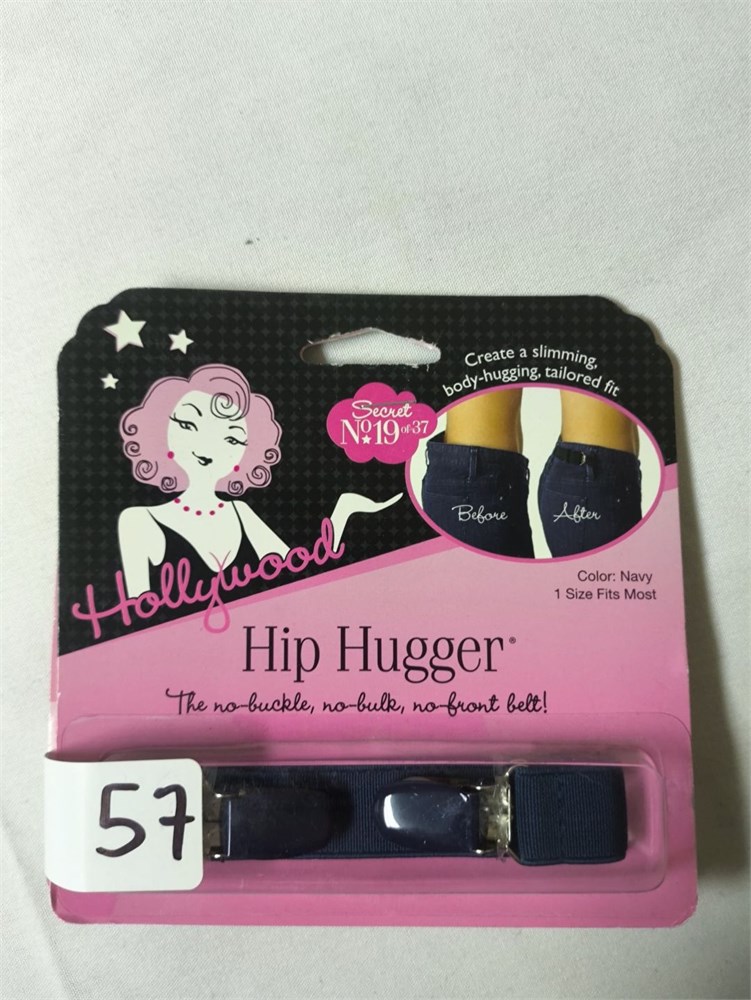 Create a slimming,
body-hugging, tailored fit
Secret
No 19 of 37
Before
After
Hollywood
Color: Navy
1 Size Fits Most
Hip Hugger®
The no-buckle, no-bulk, no-front belt!
57